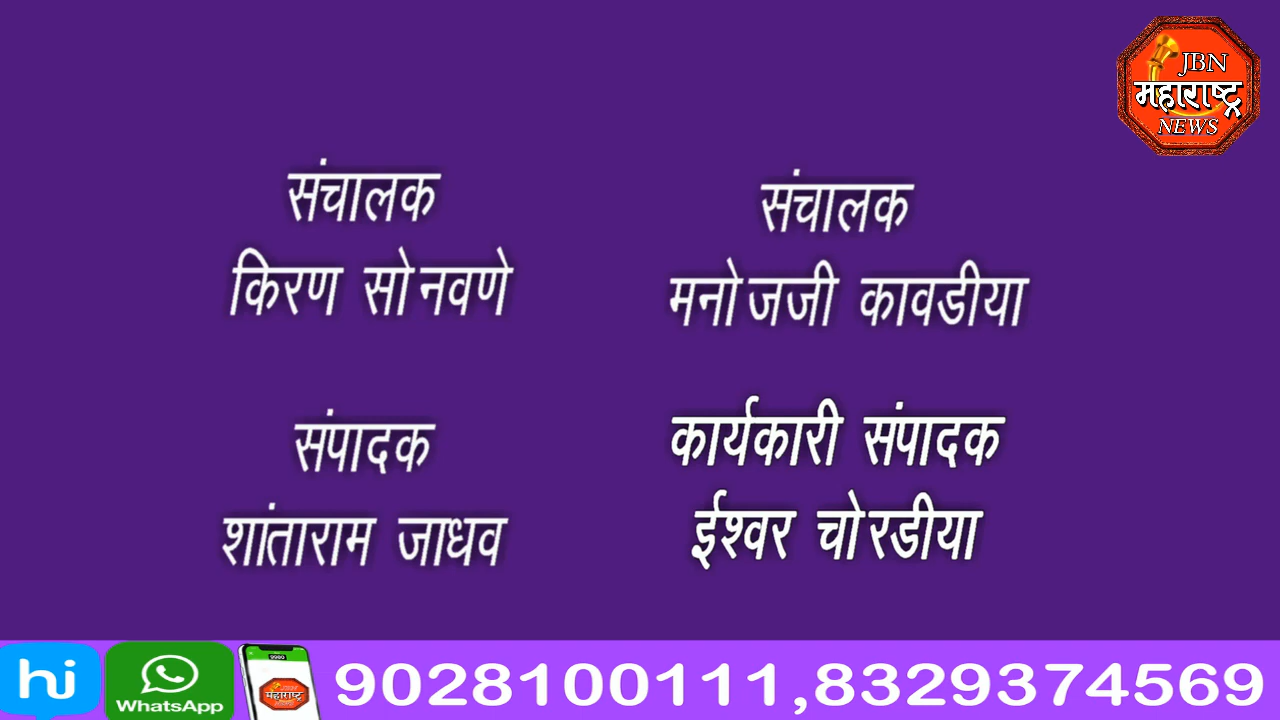 JBN
महाराष्ट्र
NEWS
संचालक
किरण सोनवणे
संचालक
मनोजजी कावडीया
संपादक
शांताराम जाधव
कार्यकारी संपादक
ईश्वर चोरडीया
hi
WhatsApp
महाराष्ट्र
9028100111,8329374569